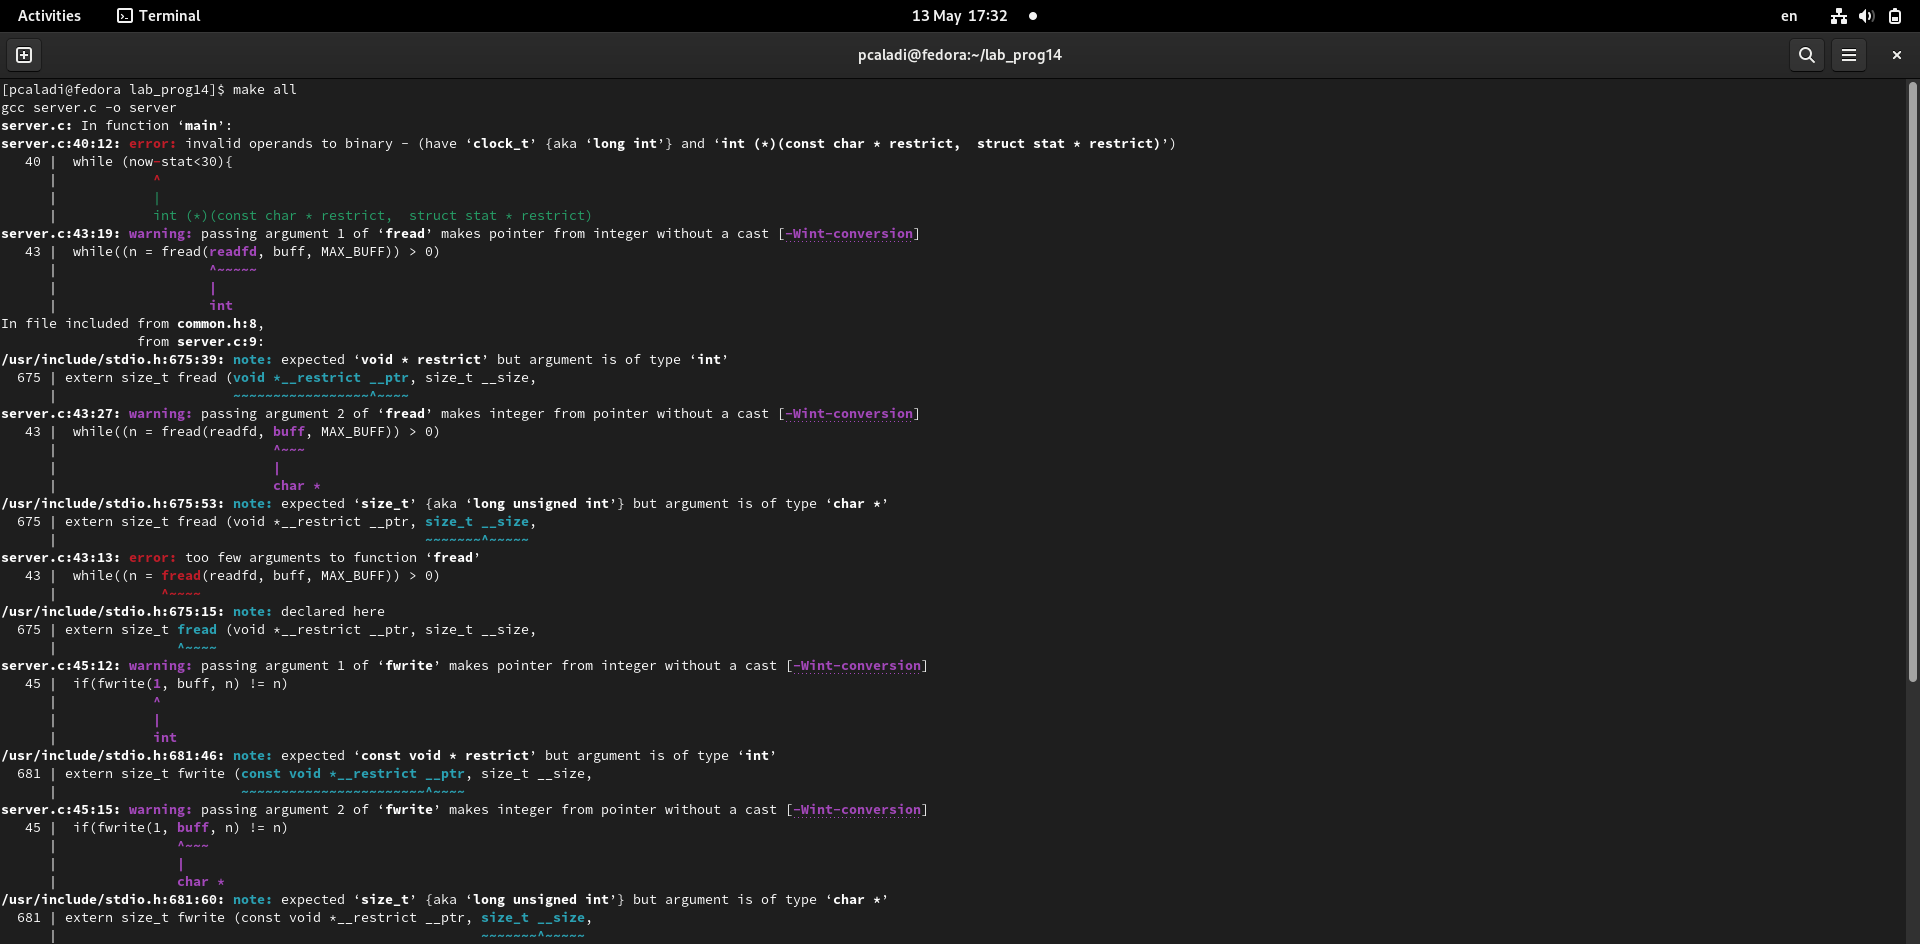 Activities Terminal 13 May 17:32 en
pcaladi@fedora:~/lab_prog14
[pcaladi@fedora lab_prog14]$ make all
gcc server.c -o server
server.c: In function ‘main’:
server.c:40:12: error: invalid operands to binary - (have ‘clock_t’ {aka ‘long int’} and ‘int (*)(const char * restrict,  struct stat * restrict)’)
   40 |  while (now-stat<30){
      |            ^
      |            |
      |            int (*)(const char * restrict,  struct stat * restrict)
server.c:43:19: warning: passing argument 1 of ‘fread’ makes pointer from integer without a cast [-Wint-conversion]
   43 |  while((n = fread(readfd, buff, MAX_BUFF)) > 0)
      |                   ^~~~~~
      |                   |
      |                   int
In file included from common.h:8,
                 from server.c:9:
/usr/include/stdio.h:675:39: note: expected ‘void * restrict’ but argument is of type ‘int’
  675 | extern size_t fread (void *__restrict __ptr, size_t __size,
      |                      ~~~~~~~~~~~~~~~~~^~~~~
server.c:43:27: warning: passing argument 2 of ‘fread’ makes integer from pointer without a cast [-Wint-conversion]
   43 |  while((n = fread(readfd, buff, MAX_BUFF)) > 0)
      |                           ^~~~
      |                           |
      |                           char *
/usr/include/stdio.h:675:53: note: expected ‘size_t’ {aka ‘long unsigned int’} but argument is of type ‘char *’
  675 | extern size_t fread (void *__restrict __ptr, size_t __size,
      |                                              ~~~~~~~^~~~~~
server.c:43:13: error: too few arguments to function ‘fread’
   43 |  while((n = fread(readfd, buff, MAX_BUFF)) > 0)
      |             ^~~~~
/usr/include/stdio.h:675:15: note: declared here
  675 | extern size_t fread (void *__restrict __ptr, size_t __size,
      |               ^~~~~
server.c:45:12: warning: passing argument 1 of ‘fwrite’ makes pointer from integer without a cast [-Wint-conversion]
   45 |  if(fwrite(1, buff, n) != n)
      |            ^
      |            |
      |            int
/usr/include/stdio.h:681:46: note: expected ‘const void * restrict’ but argument is of type ‘int’
  681 | extern size_t fwrite (const void *__restrict __ptr, size_t __size,
      |                       ~~~~~~~~~~~~~~~~~~~~~~~^~~~~
server.c:45:15: warning: passing argument 2 of ‘fwrite’ makes integer from pointer without a cast [-Wint-conversion]
   45 |  if(fwrite(1, buff, n) != n)
      |               ^~~~
      |               |
      |               char *
/usr/include/stdio.h:681:60: note: expected ‘size_t’ {aka ‘long unsigned int’} but argument is of type ‘char *’
  681 | extern size_t fwrite (const void *__restrict __ptr, size_t __size,
      |                                                     ~~~~~~~^~~~~~